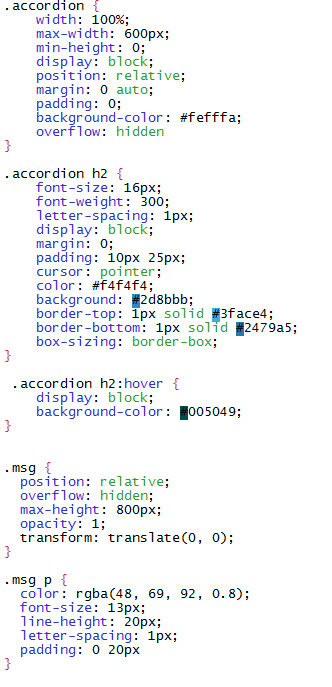 .accordion {
    width: 100%;
    max-width: 600px;
    min-height: 0;
    display: block;
    position: relative;
    margin: 0 auto;
    padding: 0;
    background-color: #fefffa;
    overflow: hidden
}
.accordion h2 {
    font-size: 16px;
    font-weight: 300;
    letter-spacing: 1px;
    display: block;
    margin: 0;
    padding: 10px 25px;
    cursor: pointer;
    color: #f4f4f4;
    background: #2d8bbb;
    border-top: 1px solid #3face4;
    border-bottom: 1px solid #2479a5;
    box-sizing: border-box;
}
 .accordion h2:hover {
    display: block;
    background-color: #005049;
}
.msg {
  position: relative;
  overflow: hidden;
  max-height: 800px;
  opacity: 1;
  transform: translate(0, 0);
}
.msg p {
  color: rgba(48, 69, 92, 0.8);
  font-size: 13px;
  line-height: 20px;
  letter-spacing: 1px;
  padding: 0 20px
}